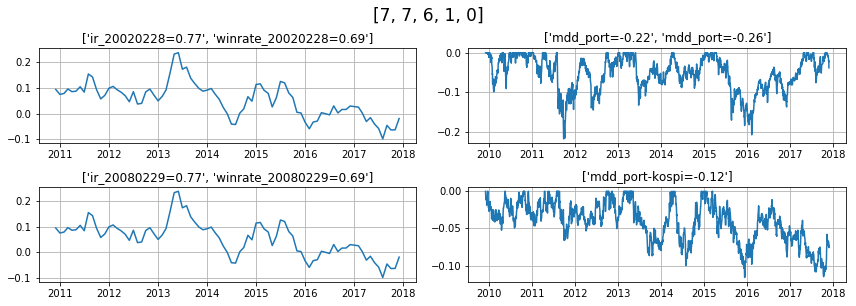 [7, 7, 6, 1, 0]
['ir_20020228=0.77', 'winrate_20020228=0.69']
0.2
0.1
0.0
−0.1
2011 2012 2013 2014 2015 2016 2017 2018
['mdd_port=-0.22', 'mdd_port=-0.26']
0.0
−0.1
−0.2
2010 2011 2012 2013 2014 2015 2016 2017 2018
['ir_20080229=0.77', 'winrate_20080229=0.69']
0.2
0.1
0.0
−0.1
2011 2012 2013 2014 2015 2016 2017 2018
['mdd_port-kospi=-0.12']
0.00
−0.05
−0.10
2010 2011 2012 2013 2014 2015 2016 2017 2018